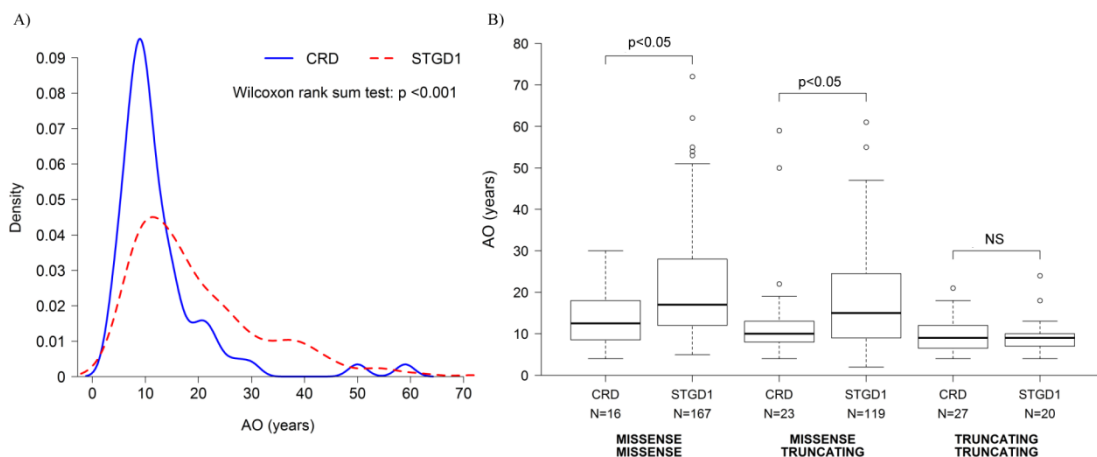 A)
CRD STGD1
Wilcoxon rank sum test: p <0.001
0.09
0.08
0.07
0.06
0.05
0.04
0.03
0.02
0.01
0
Density
0 10 20 30 40 50 60 70
AO (years)
B)
80
70
60
50
40
30
20
10
0
AO (years)
p<0.05
p<0.05
NS
CRD STGD1 CRD STGD1 CRD STGD1
N=16 N=167 N=23 N=119 N=27 N=20
MISSENSE MISSENSE TRUNCATING
MISSENSE TRUNCATING TRUNCATING